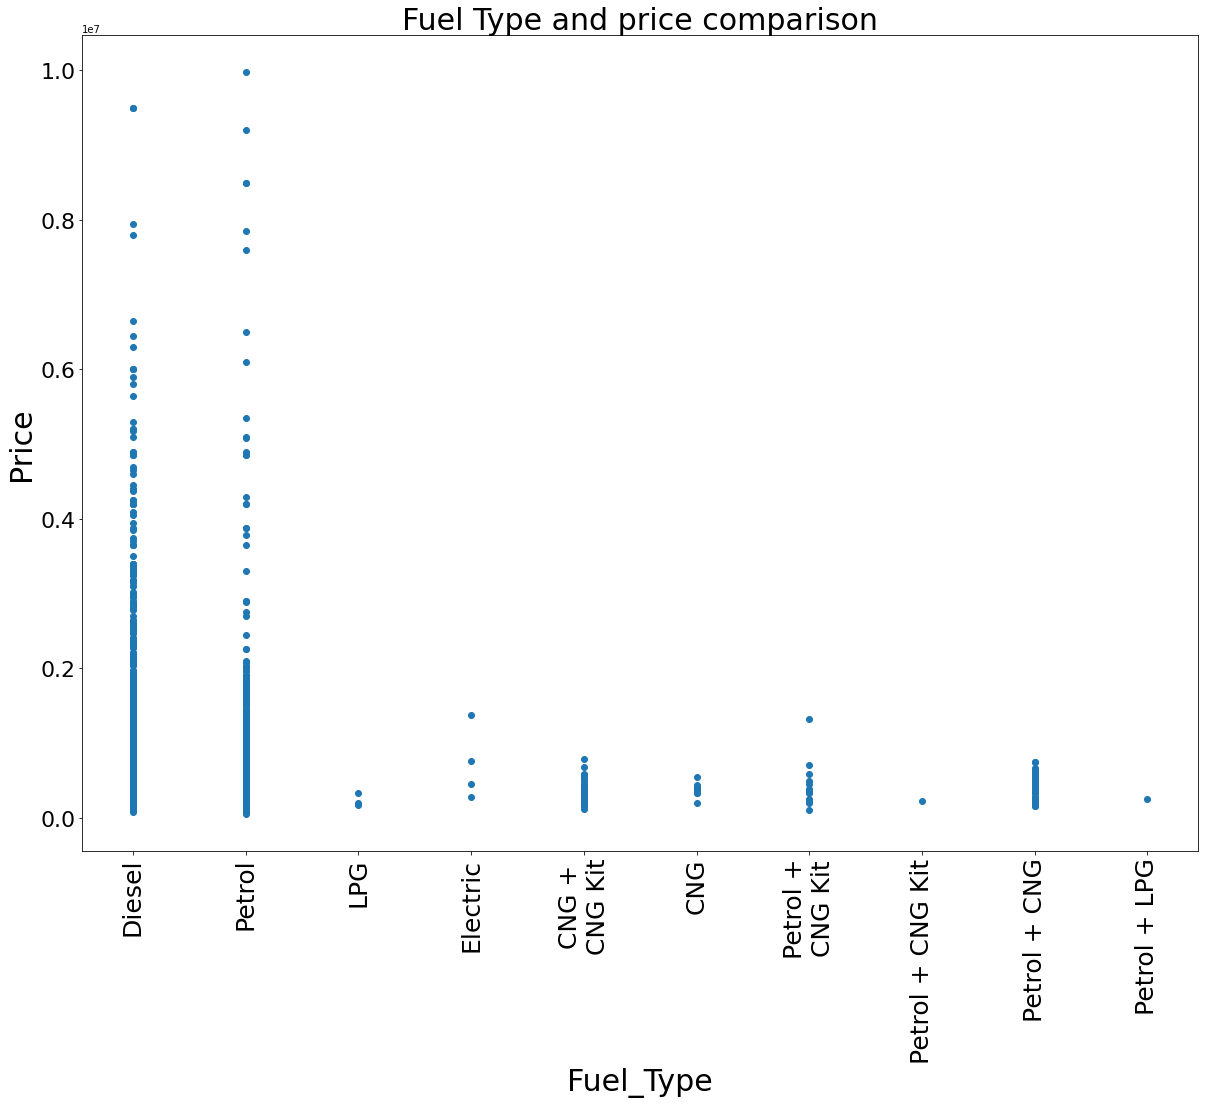 Fuel Type and price comparison
1e7
1.0
0.8
0.6
0.4
0.2
0.0
Price
Diesel
Petrol
LPG
Electric
CNG +
CNG Kit
CNG
Petrol +
CNG Kit
Petrol + CNG Kit
Petrol + CNG
Petrol + LPG
Fuel_Type